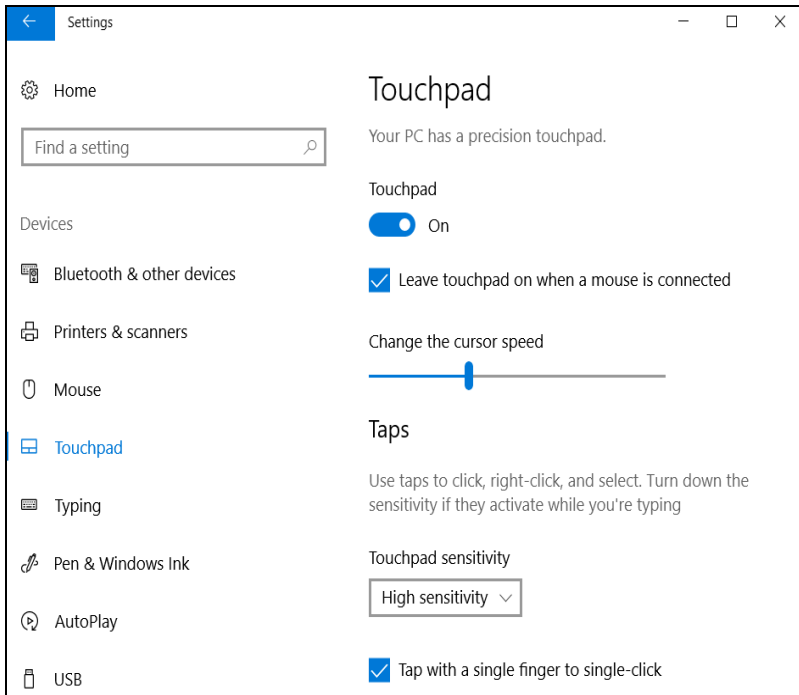 Settings
Home
Find a setting
Devices
Bluetooth & other devices
Printers & scanners
Mouse
Touchpad
Typing
Pen & Windows Ink
AutoPlay
USB
Touchpad
Your PC has a precision touchpad.
Touchpad
On
Leave touchpad on when a mouse is connected
Change the cursor speed
Taps
Use taps to click, right-click, and select. Turn down the
sensitivity if they activate while you're typing
Touchpad sensitivity
High sensitivity
Tap with a single finger to single-click